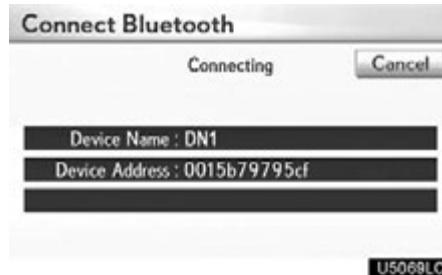 Connect Bluetooth
Connecting
Cancel
Device Name : DN1
Device Address : 0015b79795cf
U5069LC